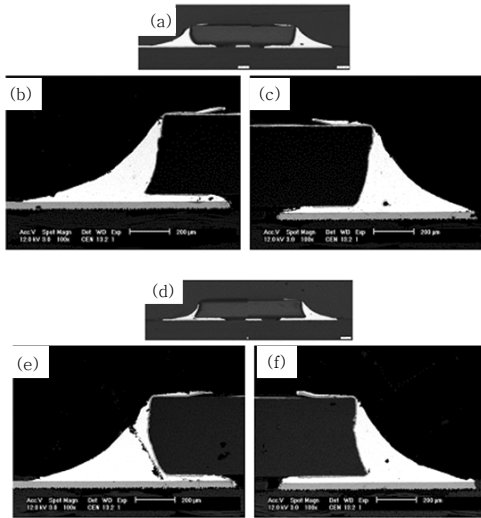 (a)
(b)
(c)
Acc.V Spot Magn Det WD Exp
12.0 kV 3.0 100x CEN 13.2 1
200 μm
Acc.V Spot Magn Det WD Exp
12.0 kV 3.0 100x CEN 13.2 1
200 μm
(d)
(e)
(f)
Acc.V Spot Magn Det WD Exp
12.0 kV 3.0 100x CEN 13.2 1
200 μm
Acc.V Spot Magn Det WD Exp
12.0 kV 3.0 100x CEN 13.2 1
200 μm